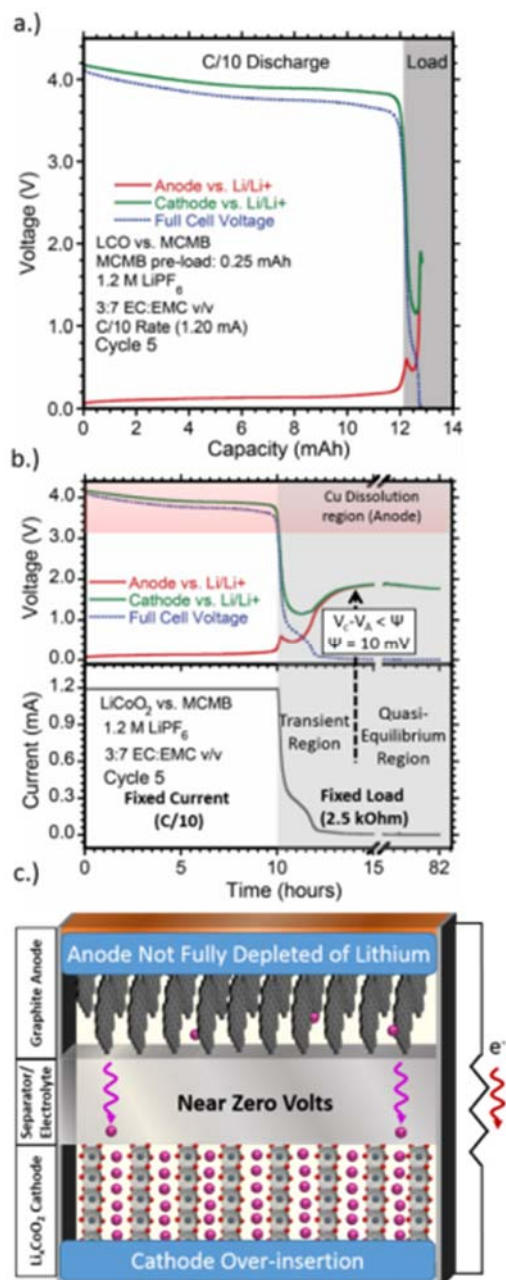 a.)
C/10 Discharge
Load
4.0
3.0
2.0
1.0
0.0
Voltage (V)
Anode vs. Li/Li+
Cathode vs. Li/Li+
Full Cell Voltage
LCO vs. MCMB
MCMB pre-load: 0.25 mAh
1.2 M LiPF6
3:7 EC:EMC v/v
C/10 Rate (1.20 mA)
Cycle 5
0 2 4 6 8 10 12 14
Capacity (mAh)
b.)
4.0
3.0
2.0
1.0
0.0
Voltage (V)
Cu Dissolution
region (Anode)
Anode vs. Li/Li+
Cathode vs. Li/Li+
Full Cell Voltage
VC-VA < Ψ
Ψ = 10 mV
1.2
0.9
0.6
0.3
0.0
Current (mA)
LiCoO2 vs. MCMB
1.2 M LiPF6
3:7 EC:EMC v/v
Cycle 5
Fixed Current
(C/10)
Transient
Region
Quasi-
Equilibrium
Region
Fixed Load
(2.5 kOhm)
0 5 10 15 82
Time (hours)
c.)
Graphite Anode
Anode Not Fully Depleted of Lithium
Separator/
Electrolyte
Near Zero Volts
e-
LixCoO2 Cathode
Cathode Over-insertion